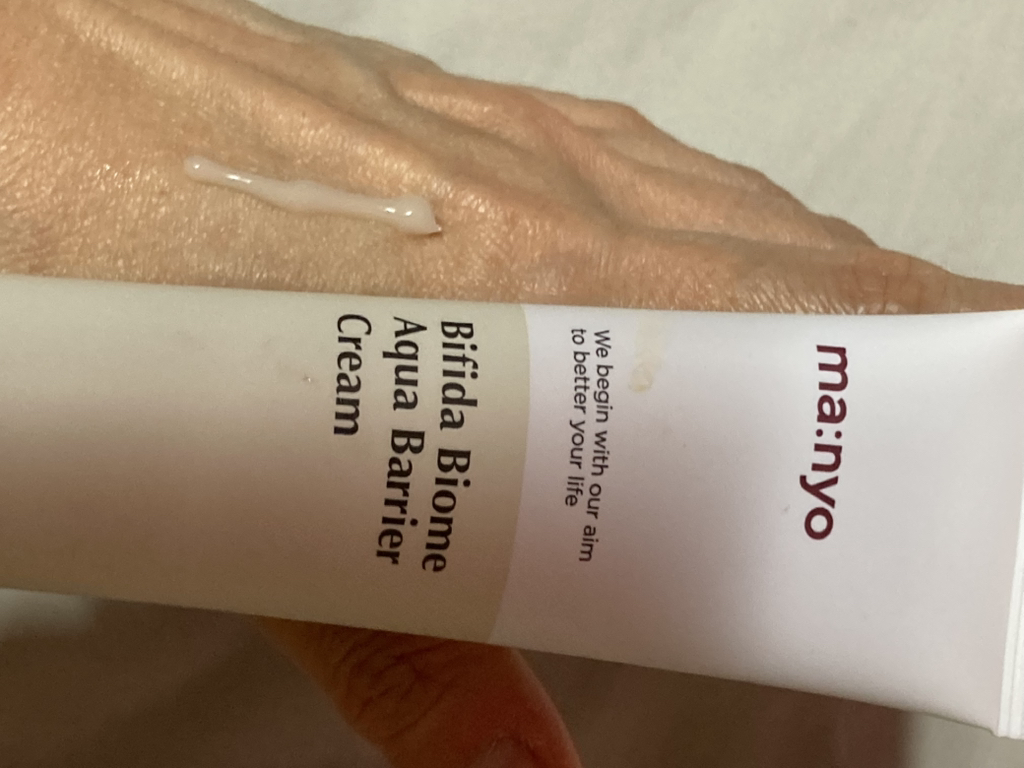 ma:nyo
We begin with our aim
to better your life
Bifida Biome
Aqua Barrier
Cream